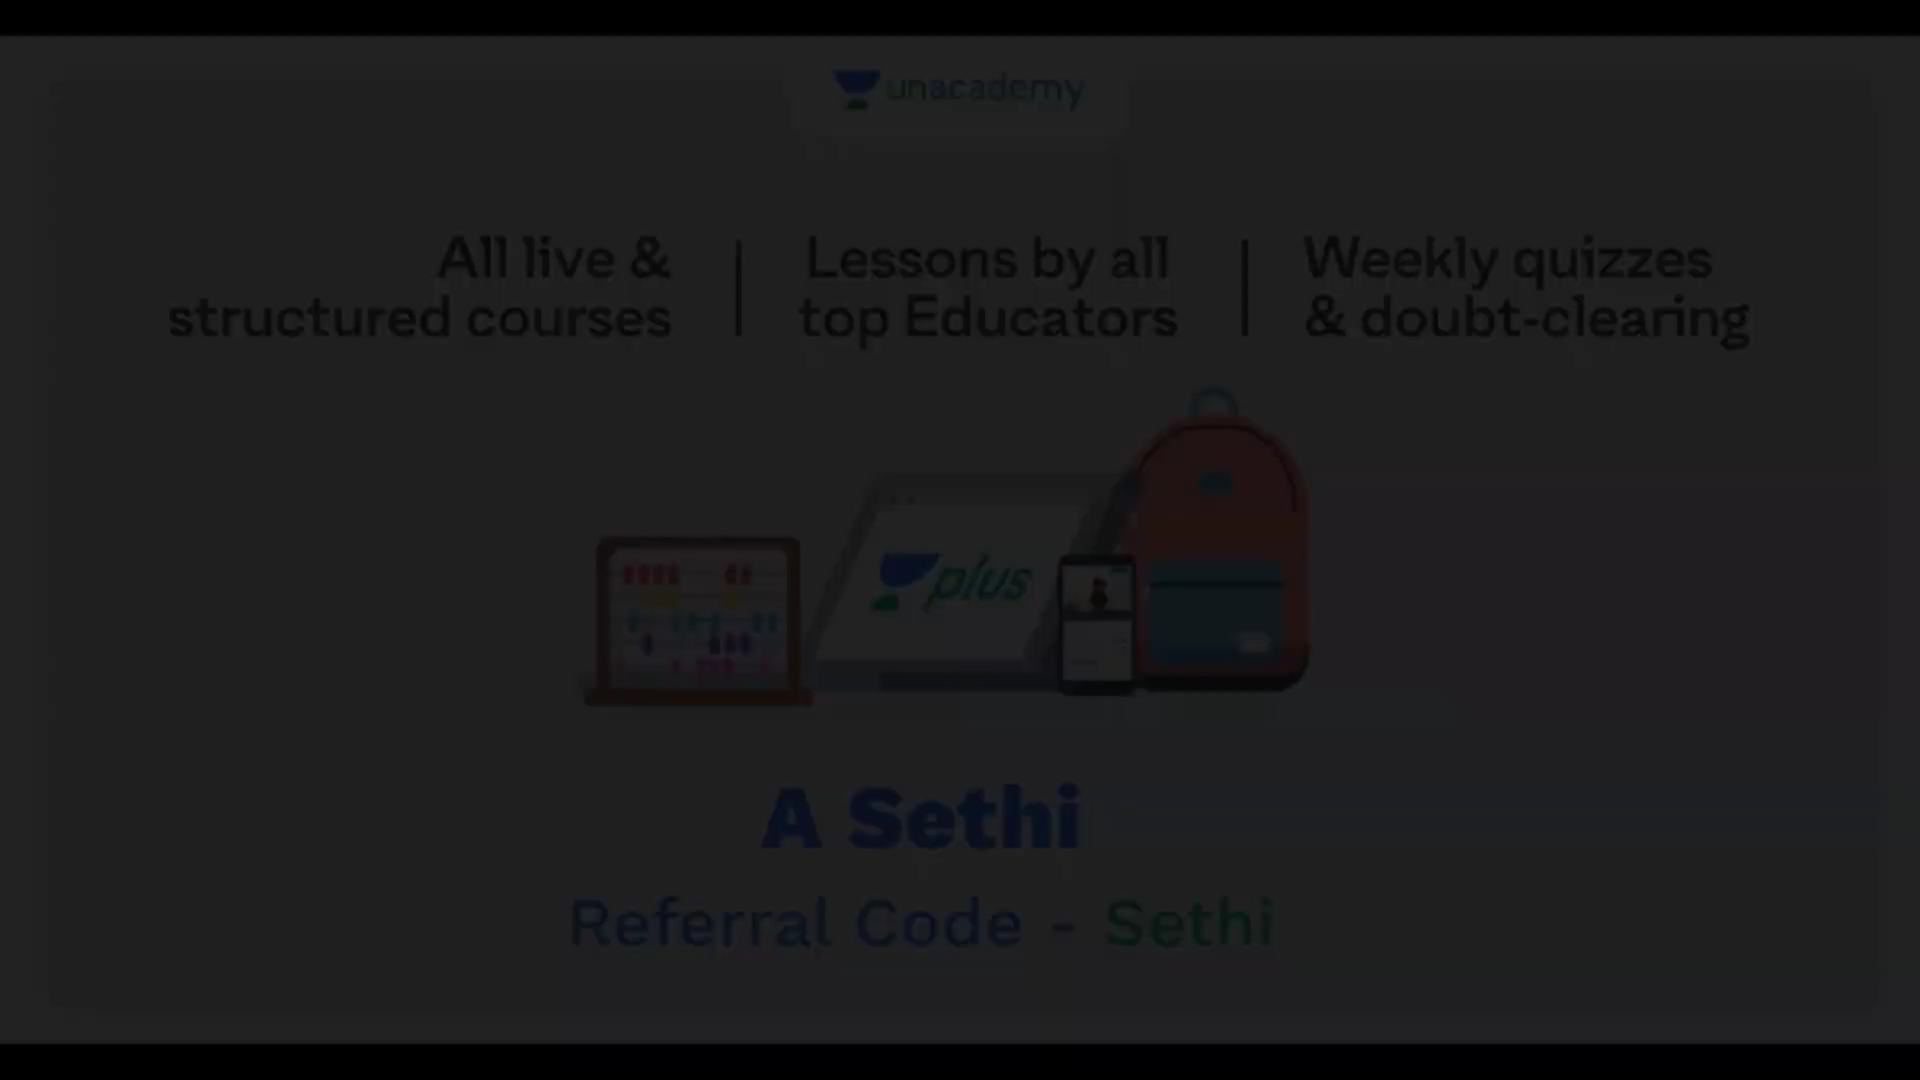 unacademy
All live &
structured courses
Lessons by all
top Educators
Weekly quizzes
& doubt-clearing
plus
A Sethi
Referral Code - Sethi